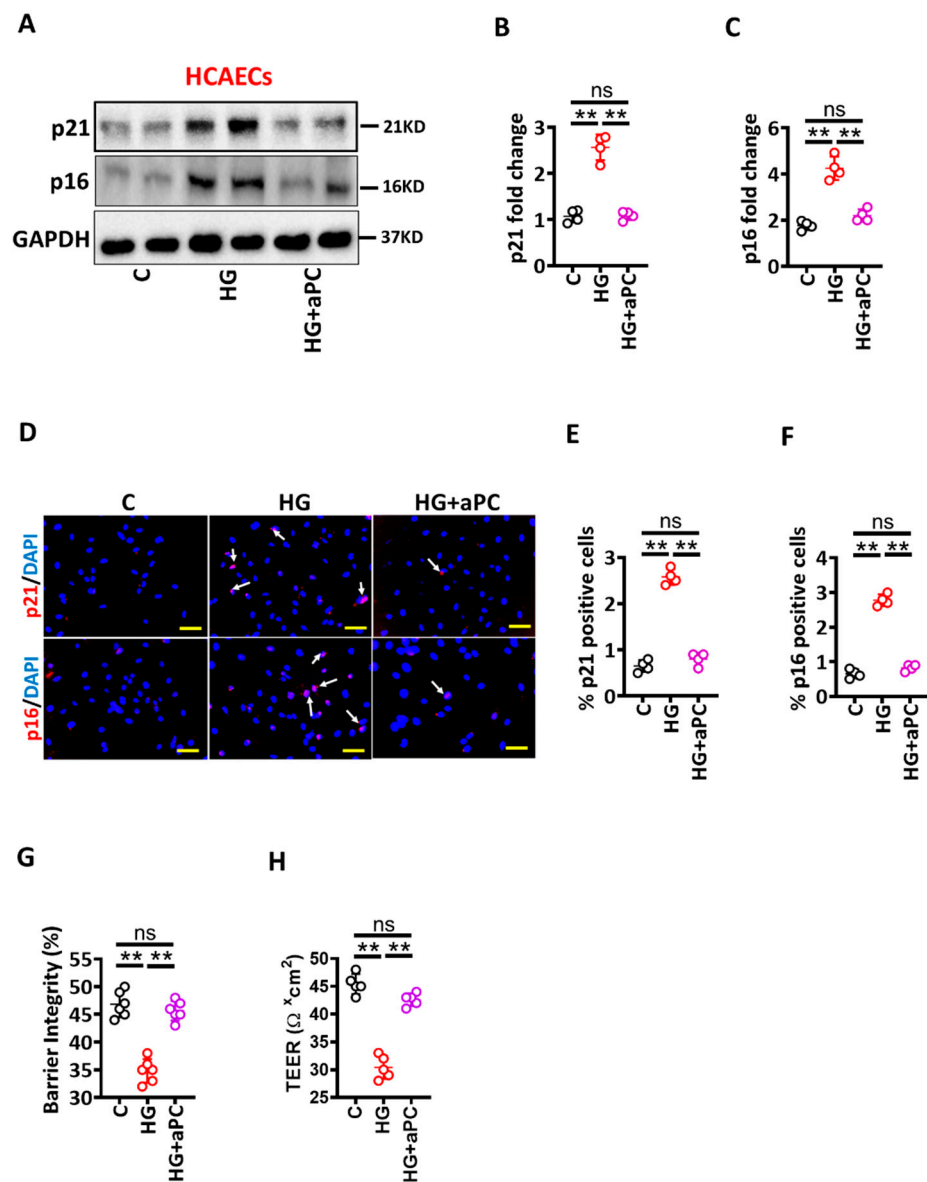 A
HCAECs
p21
21KD
p16
16KD
GAPDH
37KD
C
HG
HG+aPC
B
ns
** **
p21 fold change
3
2
1
0
C
HG
HG+aPC
C
ns
** **
p16 fold change
6
4
2
0
C
HG
HG+aPC
D
C
HG
HG+aPC
p21/DAPI
p16/DAPI
E
ns
** **
% p21 positive cells
3
2
1
0
C
HG
HG+aPC
F
ns
** **
% p16 positive cells
4
3
2
1
0
C
HG
HG+aPC
G
ns
** **
Barrier Integrity (%)
55
50
45
40
35
30
C
HG
HG+aPC
H
ns
** **
TEER (Ω ˣcm²)
50
45
40
35
30
25
C
HG
HG+aPC